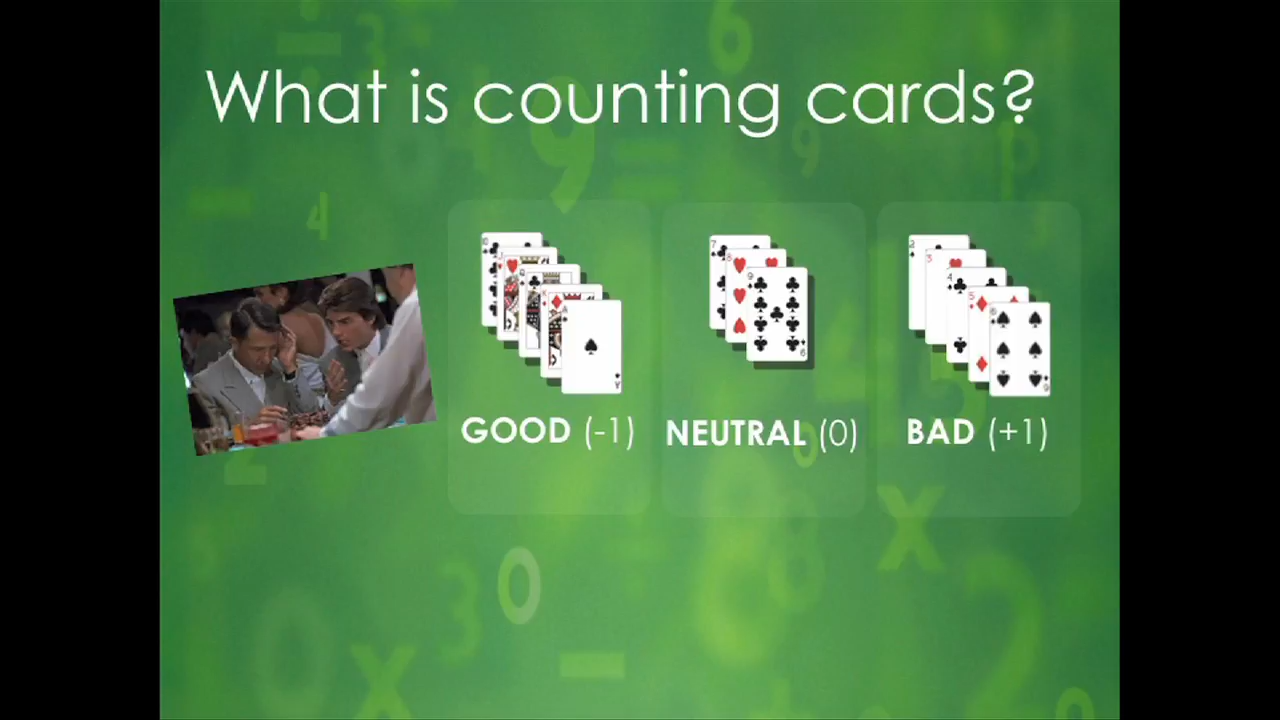 What is counting cards?
GOOD (-1)
NEUTRAL (0)
BAD (+1)